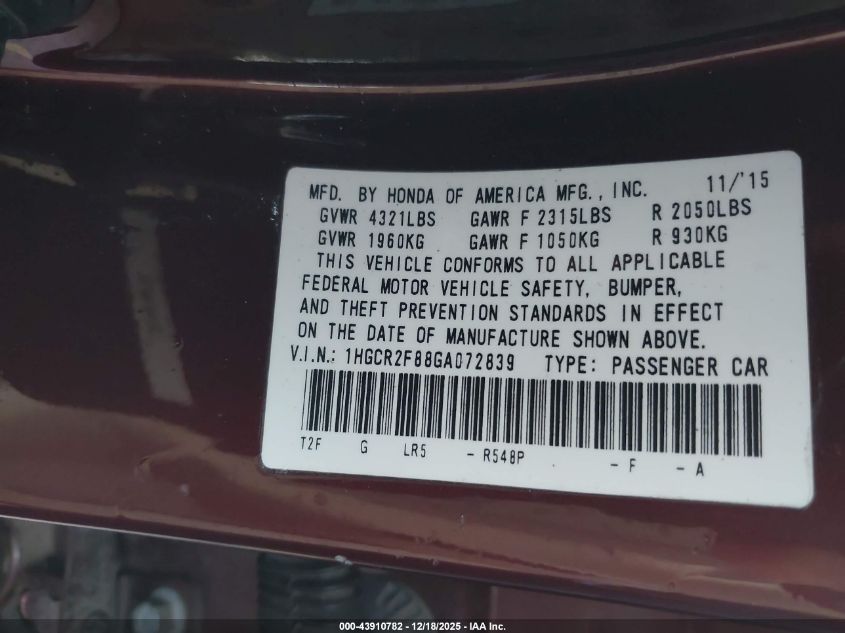 MFD. BY HONDA OF AMERICA MFG., INC. 11/'15
GVWR 4321LBS GAWR F 2315LBS R 2050LBS
GVWR 1960KG GAWR F 1050KG R 930KG
THIS VEHICLE CONFORMS TO ALL APPLICABLE
FEDERAL MOTOR VEHICLE SAFETY, BUMPER,
AND THEFT PREVENTION STANDARDS IN EFFECT
ON THE DATE OF MANUFACTURE SHOWN ABOVE.
V.I.N.: 1HGCR2F88GA072839 TYPE: PASSENGER CAR
T2F G LR5 - R548P - F - A
000-43910782 - 12/18/2025 - IAA Inc.